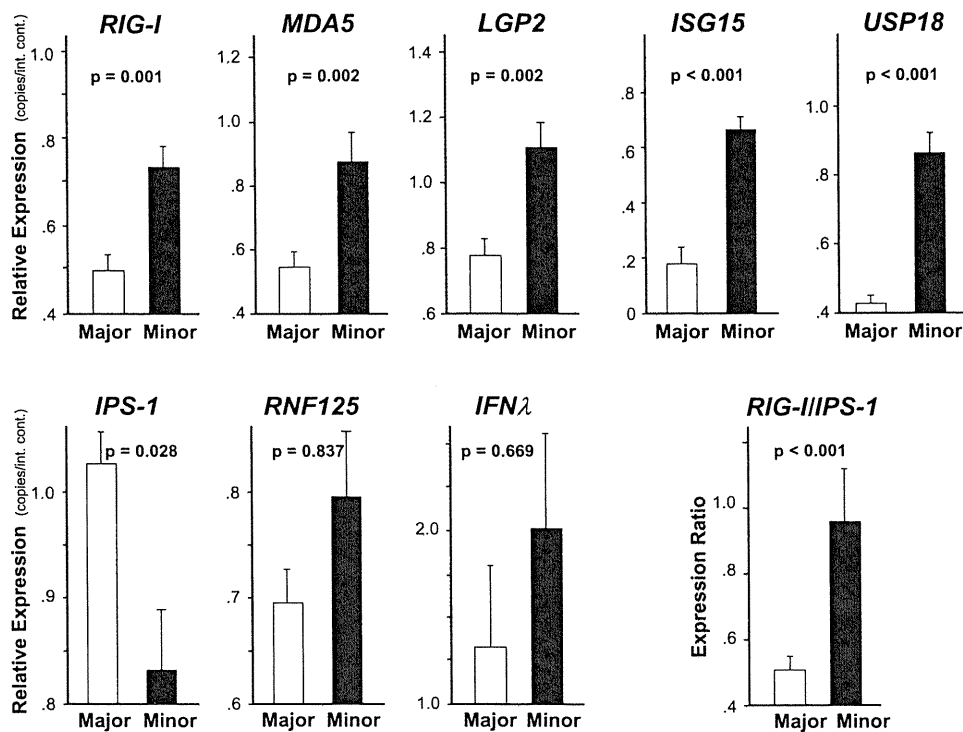 RIG-I MDA5 LGP2 ISG15 USP18
Relative Expression (copies/int. cont.)
1.0
.8
.6
.4
p = 0.001
Major Minor
1.2
1.0
.8
.6
.4
p = 0.002
Major Minor
1.4
1.2
1.0
.8
.6
p = 0.002
Major Minor
.8
.6
.4
.2
0
p < 0.001
Major Minor
1.0
.8
.6
.4
p < 0.001
Major Minor
IPS-1 RNF125 IFNλ RIG-I/IPS-1
Relative Expression (copies/int. cont.)
1.0
.9
.8
p = 0.028
Major Minor
.8
.7
.6
p = 0.837
Major Minor
2.0
1.0
p = 0.669
Major Minor
Expression Ratio
1.0
.8
.6
.4
p < 0.001
Major Minor